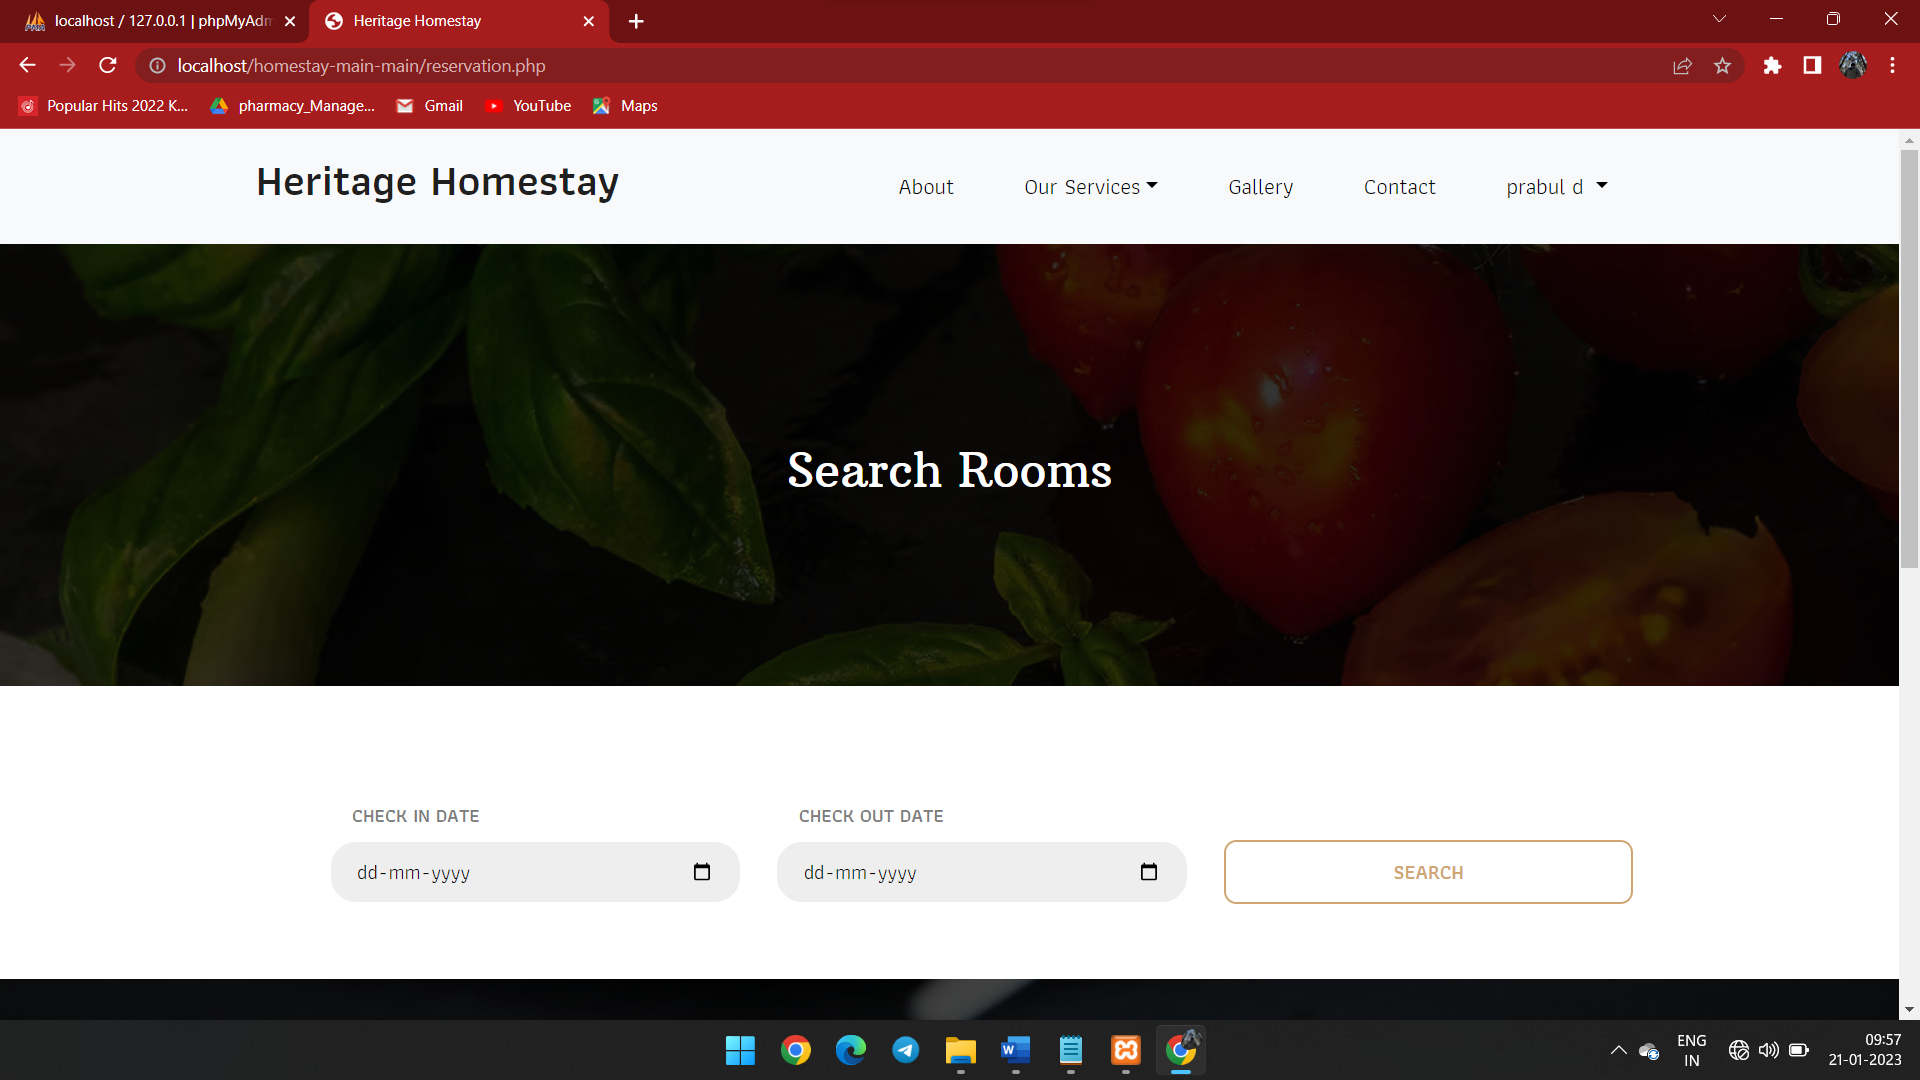 localhost / 127.0.0.1 | phpMyAdm
Heritage Homestay
localhost/homestay-main-main/reservation.php
Popular Hits 2022 K...
pharmacy_Manage...
Gmail
YouTube
Maps
Heritage Homestay
About
Our Services
Gallery
Contact
prabul d
Search Rooms
CHECK IN DATE
CHECK OUT DATE
dd-mm-yyyy
dd-mm-yyyy
SEARCH
ENG
IN
09:57
21-01-2023